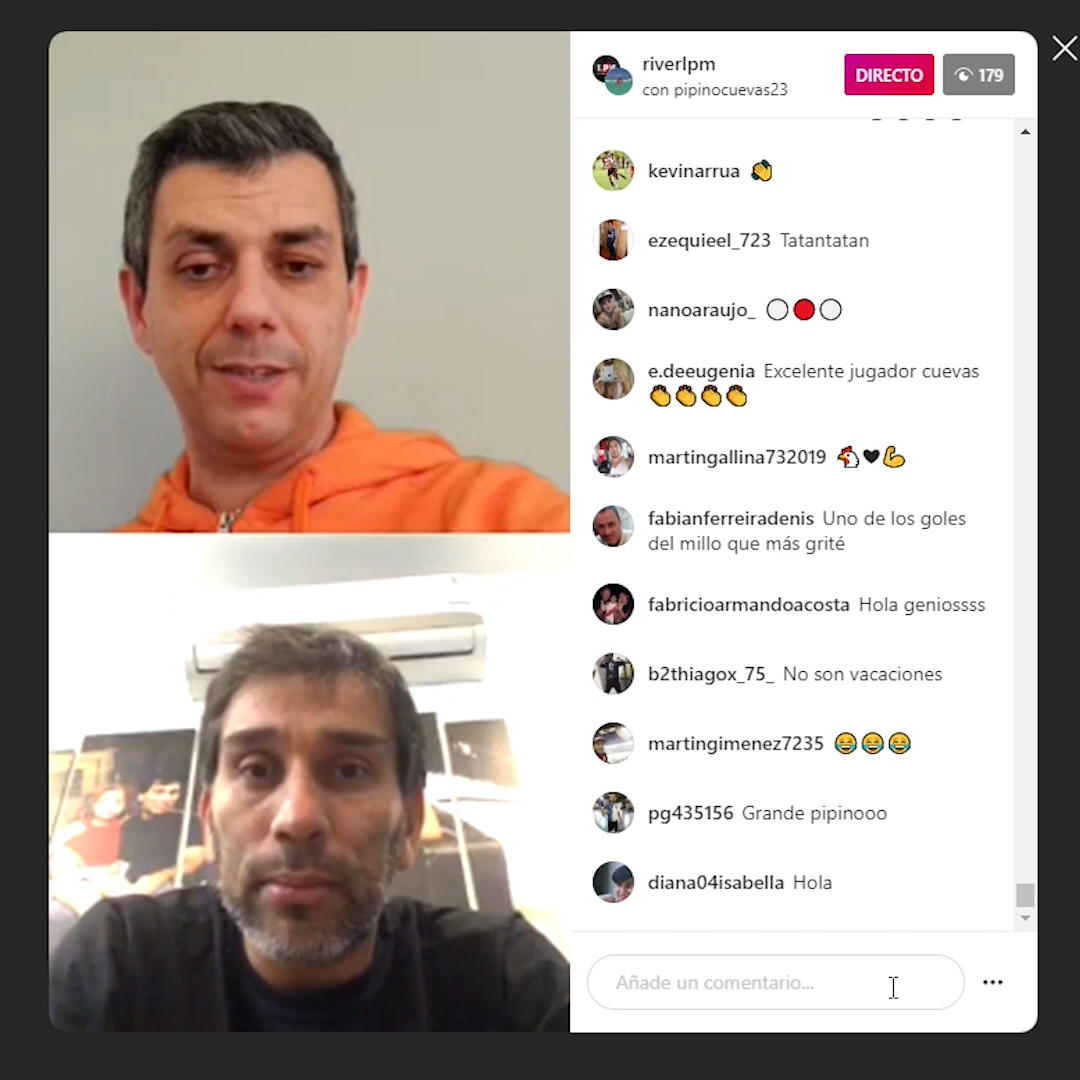 riverlpm
con pipinocuevas23
DIRECTO
179
kevinarrua 👏
ezequieel_723 Tatantatan
nanoaraujo_ ⚪🔴⚪
e.deeugenia Excelente jugador cuevas
👏👏👏👏
martingallina732019 🐔🖤💪
fabianferreiradenis Uno de los goles
del millo que más grité
fabricioarmandoacosta Hola geniossss
b2thiagox_75_ No son vacaciones
martingimenez7235 😂😂😂
pg435156 Grande pipinooo
diana04isabella Hola
Añade un comentario...